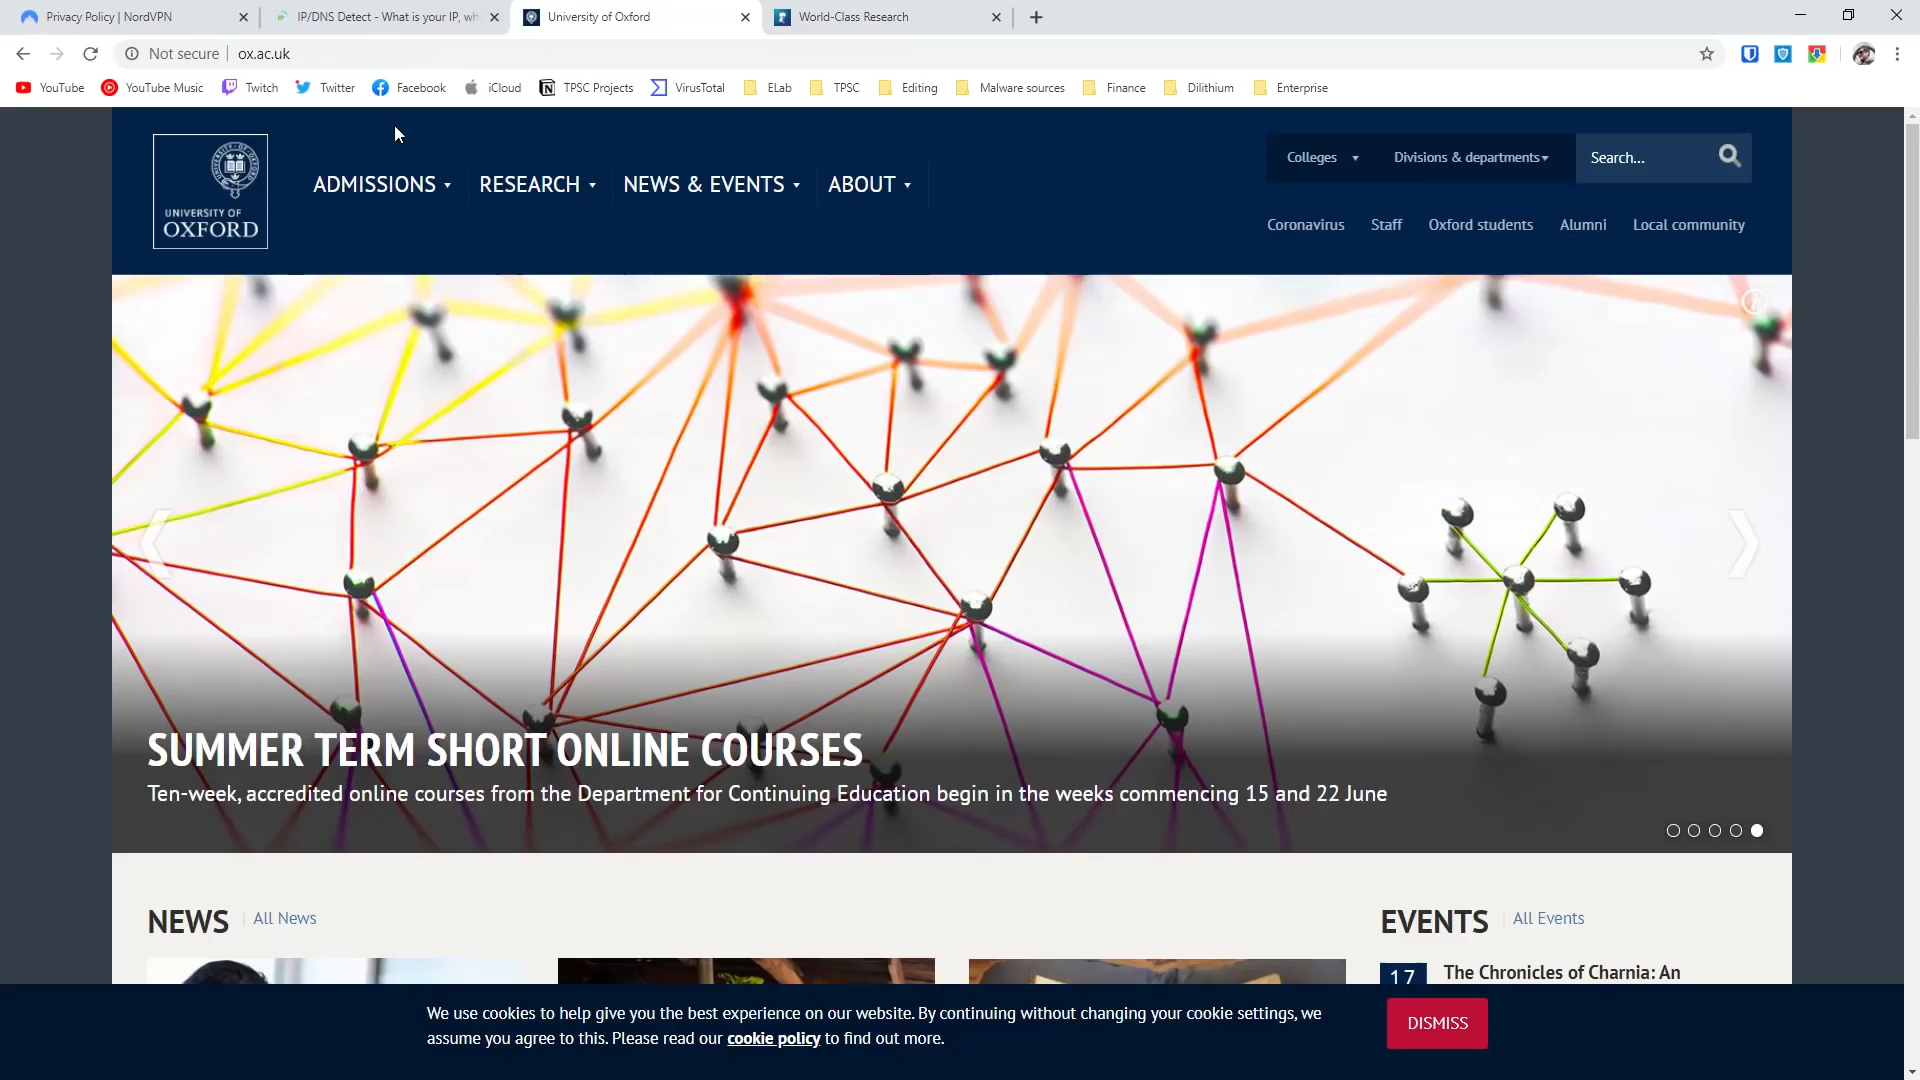 Privacy Policy | NordVPN
IP/DNS Detect - What is your IP, wh
University of Oxford
World-Class Research
Not secure
ox.ac.uk
YouTube
YouTube Music
Twitch
Twitter
Facebook
iCloud
TPSC Projects
VirusTotal
ELab
TPSC
Editing
Malware sources
Finance
Dilithium
Enterprise
UNIVERSITY OF
OXFORD
ADMISSIONS
RESEARCH
NEWS & EVENTS
ABOUT
Colleges
Divisions & departments
Search...
Coronavirus
Staff
Oxford students
Alumni
Local community
SUMMER TERM SHORT ONLINE COURSES
Ten-week, accredited online courses from the Department for Continuing Education begin in the weeks commencing 15 and 22 June
NEWS
All News
EVENTS
All Events
17
The Chronicles of Charnia: An
We use cookies to help give you the best experience on our website. By continuing without changing your cookie settings, we
assume you agree to this. Please read our cookie policy to find out more.
DISMISS